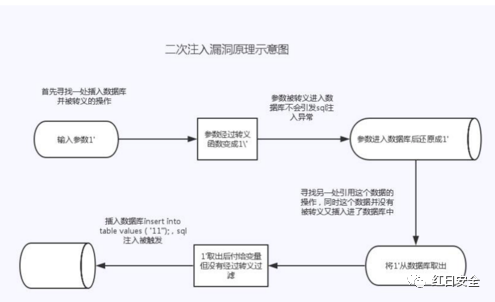 二次注入漏洞原理示意图
首先寻找一处插入数据库
并被转义的操作
输入参数1'
参数经过转义
函数变成1\'
参数被转义进入数
据库不会引发sql注
入异常
参数进入数据库后还原成1'
寻找另一处引用这个数据的
操作，同时这个数据并没有
被转义又插入进了数据库中
将1'从数据库取出
1'取出后付给变量
但没有经过转义过
滤
插入数据库insert into
table values（'11'');，sql
注入被触发
红日安全